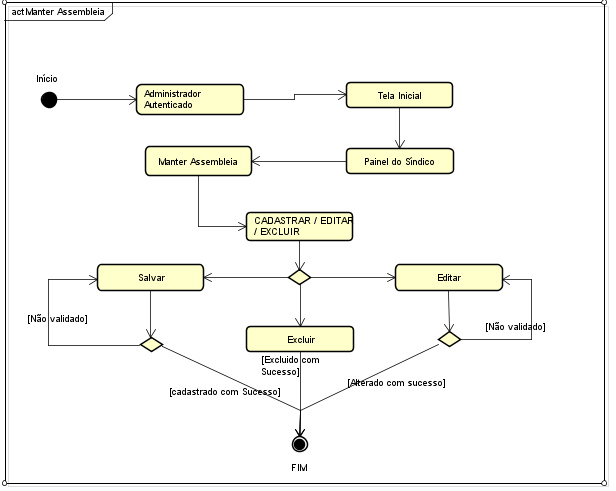 actManter Assembleia
Início
Administrador
Autenticado
Tela Inicial
Manter Assembleia
Painel do Síndico
CADASTRAR / EDITAR
/ EXCLUIR
Salvar
Editar
[Não validado]
[Não validado]
Excluir
[Excluido com
Sucesso]
[cadastrado com Sucesso]
[Alterado com sucesso]
FIM